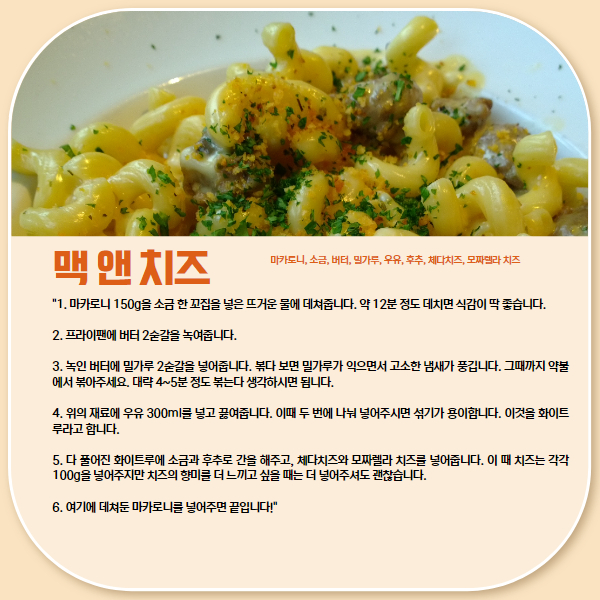 맥 앤 치즈
마카로니, 소금, 버터, 밀가루, 우유, 후추, 체다치즈, 모짜렐라 치즈
"1. 마카로니 150g을 소금 한 꼬집을 넣은 뜨거운 물에 데쳐줍니다. 약 12분 정도 데치면 식감이 딱 좋습니다.
2. 프라이팬에 버터 2숟갈을 녹여줍니다.
3. 녹인 버터에 밀가루 2숟갈을 넣어줍니다. 볶다 보면 밀가루가 익으면서 고소한 냄새가 풍깁니다. 그때까지 약불
에서 볶아주세요. 대략 4~5분 정도 볶는다 생각하시면 됩니다.
4. 위의 재료에 우유 300ml를 넣고 끓여줍니다. 이때 두 번에 나눠 넣어주시면 섞기가 용이합니다. 이것을 화이트
루라고 합니다.
5. 다 풀어진 화이트루에 소금과 후추로 간을 해주고, 체다치즈와 모짜렐라 치즈를 넣어줍니다. 이 때 치즈는 각각
100g을 넣어주지만 치즈의 향미를 더 느끼고 싶을 때는 더 넣어주셔도 괜찮습니다.
6. 여기에 데쳐둔 마카로니를 넣어주면 끝입니다!"